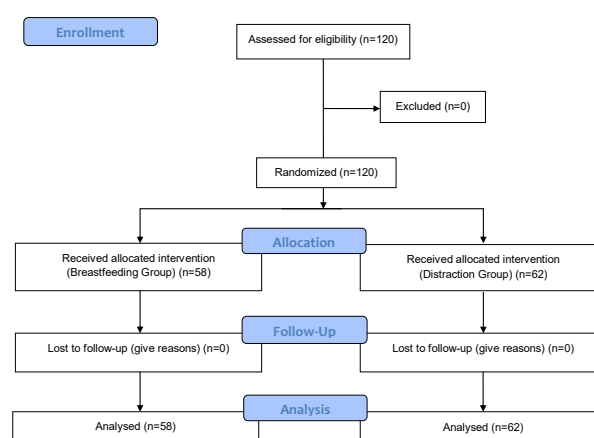 Enrollment
Assessed for eligibility (n=120)
Excluded (n=0)
Randomized (n=120)
Allocation
Received allocated intervention
(Breastfeeding Group) (n=58)
Received allocated intervention
(Distraction Group) (n=62)
Follow-Up
Lost to follow-up (give reasons) (n=0)
Lost to follow-up (give reasons) (n=0)
Analysis
Analysed (n=58)
Analysed (n=62)